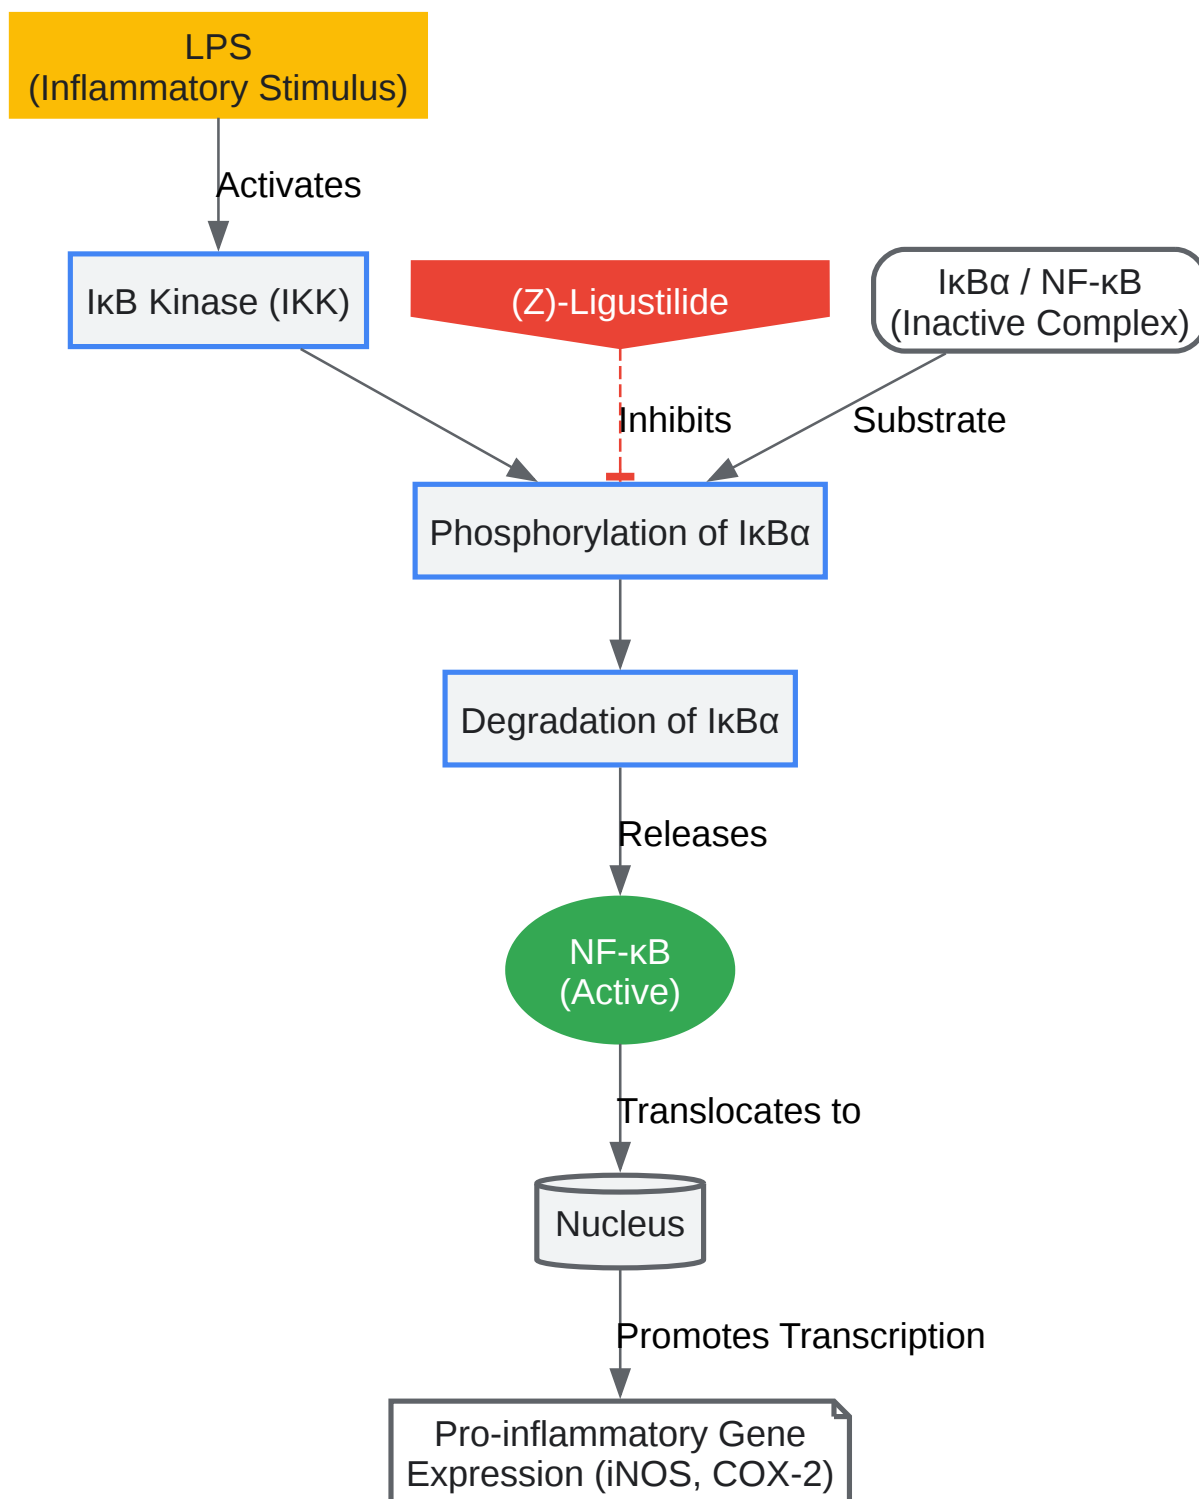 LPS
(Inflammatory Stimulus)
Activates
IκB Kinase (IKK)
(Z)-Ligustilide
IκBα / NF-κB
(Inactive Complex)
Inhibits
Substrate
Phosphorylation of IκBα
Degradation of IκBα
Releases
NF-κB
(Active)
Translocates to
Nucleus
Promotes Transcription
Pro-inflammatory Gene
Expression (iNOS, COX-2)